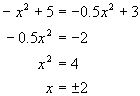 − x² + 5 = −0.5x² + 3
− 0.5x² = −2
x² = 4
x = ±2